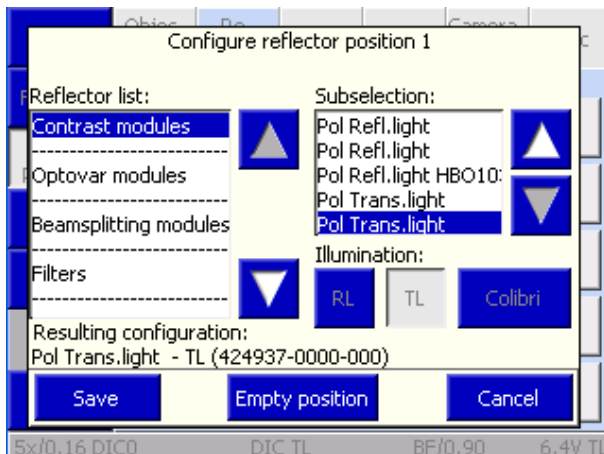 Configure reflector position 1
Reflector list:
Contrast modules
-----------------------
Optovar modules
-----------------------
Beamsplitting modules
-----------------------
Filters
-----------------------
Subselection:
Pol Refl.light
Pol Refl.light
Pol Refl.light HBO10
Pol Trans.light
Pol Trans.light
Illumination:
RL TL Colibri
Resulting configuration:
Pol Trans.light - TL (424937-0000-000)
Save Empty position Cancel
5x/0.16 DIC0 DIC TL BF/0.90 6.4V TL